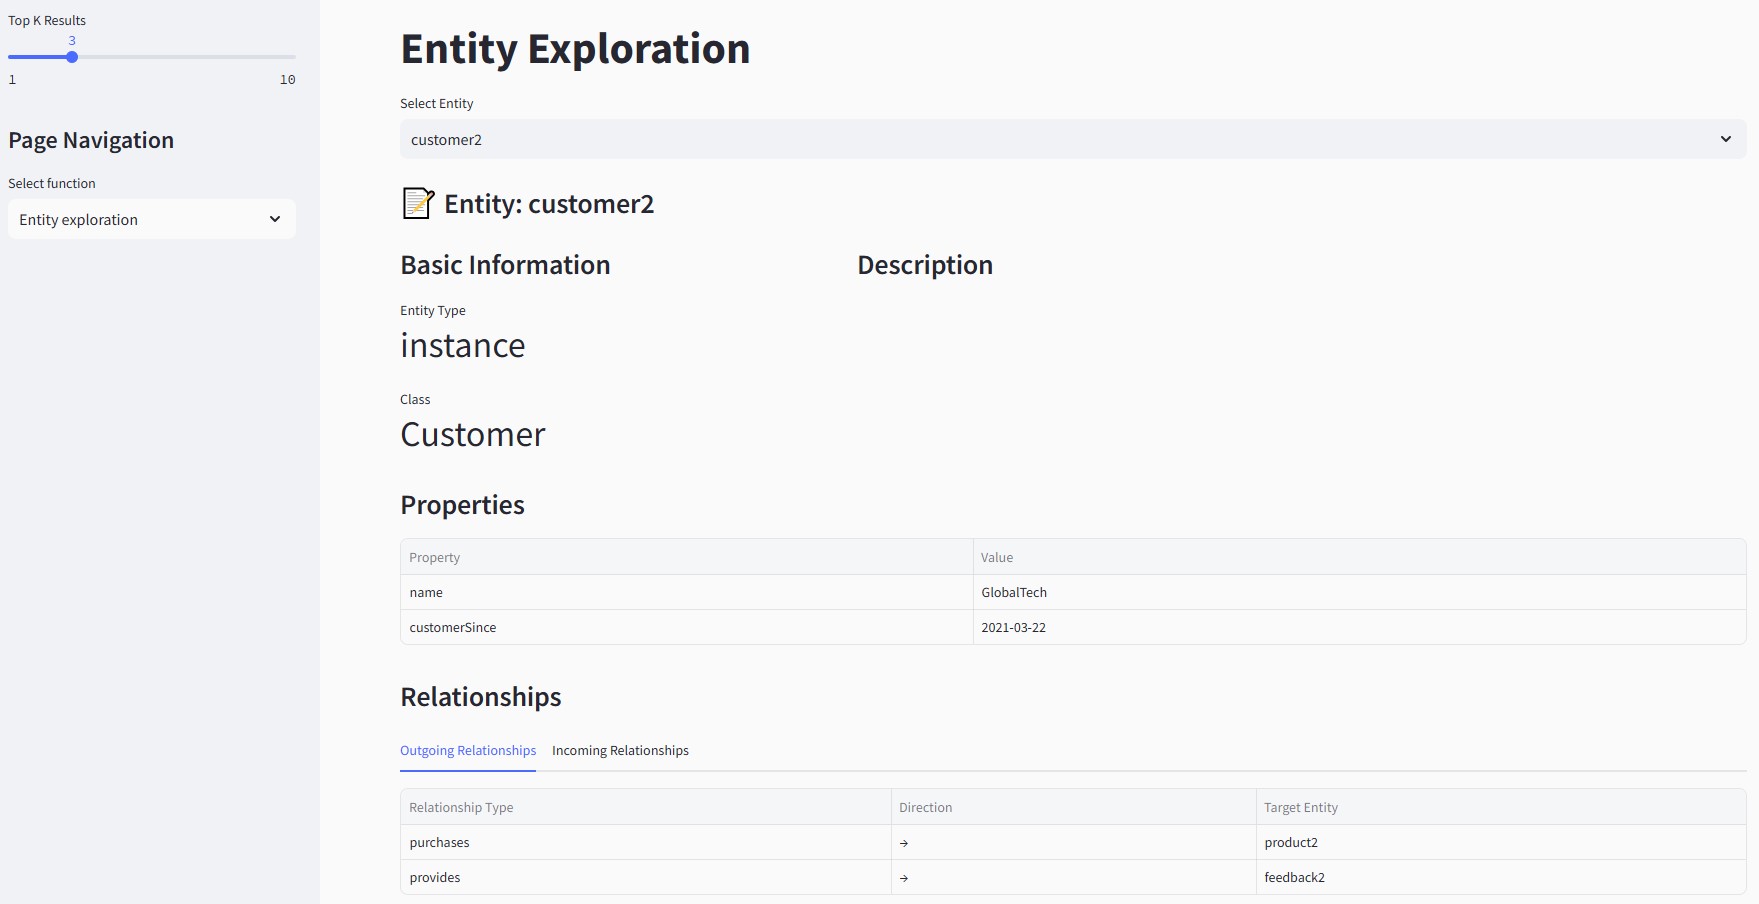 Top K Results
3
1 10
Page Navigation
Select function
Entity exploration
Entity Exploration
Select Entity
customer2
Entity: customer2
Basic Information
Entity Type
instance
Class
Customer
Description
Properties
Property Value
name GlobalTech
customerSince 2021-03-22
Relationships
Outgoing Relationships Incoming Relationships
Relationship Type Direction Target Entity
purchases → product2
provides → feedback2